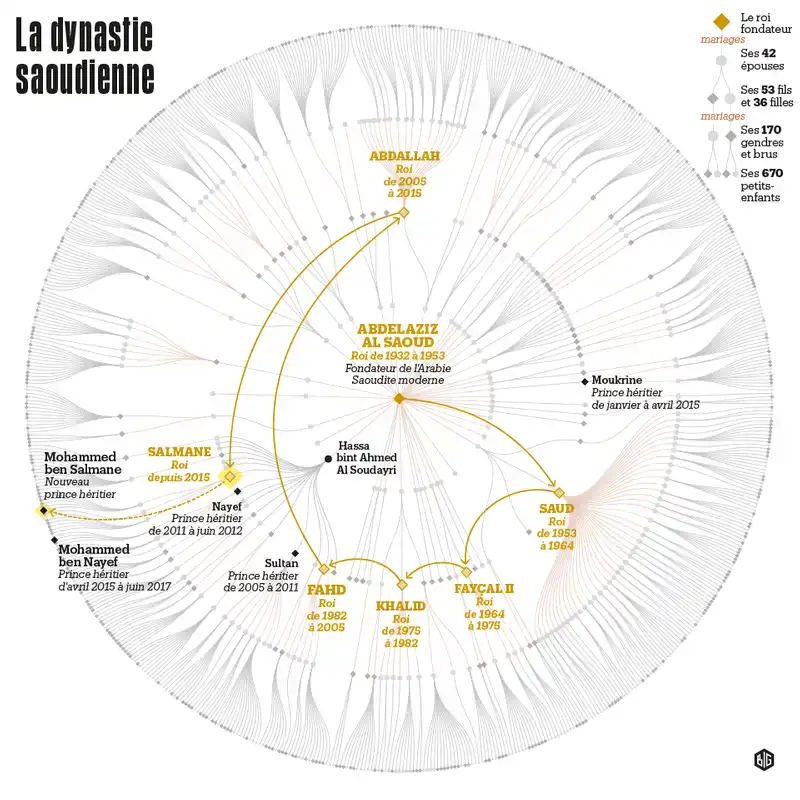 La dynastie
saoudienne
Le roi
fondateur
mariages
Ses 42
épouses
Ses 53 fils
et 36 filles
mariages
Ses 170
gendres
et brus
Ses 670
petits-
enfants
ABDALLAH
Roi
de 2005
à 2015
ABDELAZIZ
AL SAOUD
Roi de 1932 à 1953
Fondateur de l'Arabie
Saoudite moderne
Moukrine
Prince héritier
de janvier à avril 2015
Hassa
bint Ahmed
Al Soudayri
SALMANE
Roi
depuis 2015
Mohammed
ben Salmane
Nouveau
prince héritier
Nayef
Prince héritier
de 2011 à juin 2012
Mohammed
ben Nayef
Prince héritier
d'avril 2015 à juin 2017
Sultan
Prince héritier
de 2005 à 2011
SAUD
Roi
de 1953
à 1964
FAHD
Roi
de 1982
à 2005
KHALID
Roi
de 1975
à 1982
FAYÇAL II
Roi
de 1964
à 1975
BIG